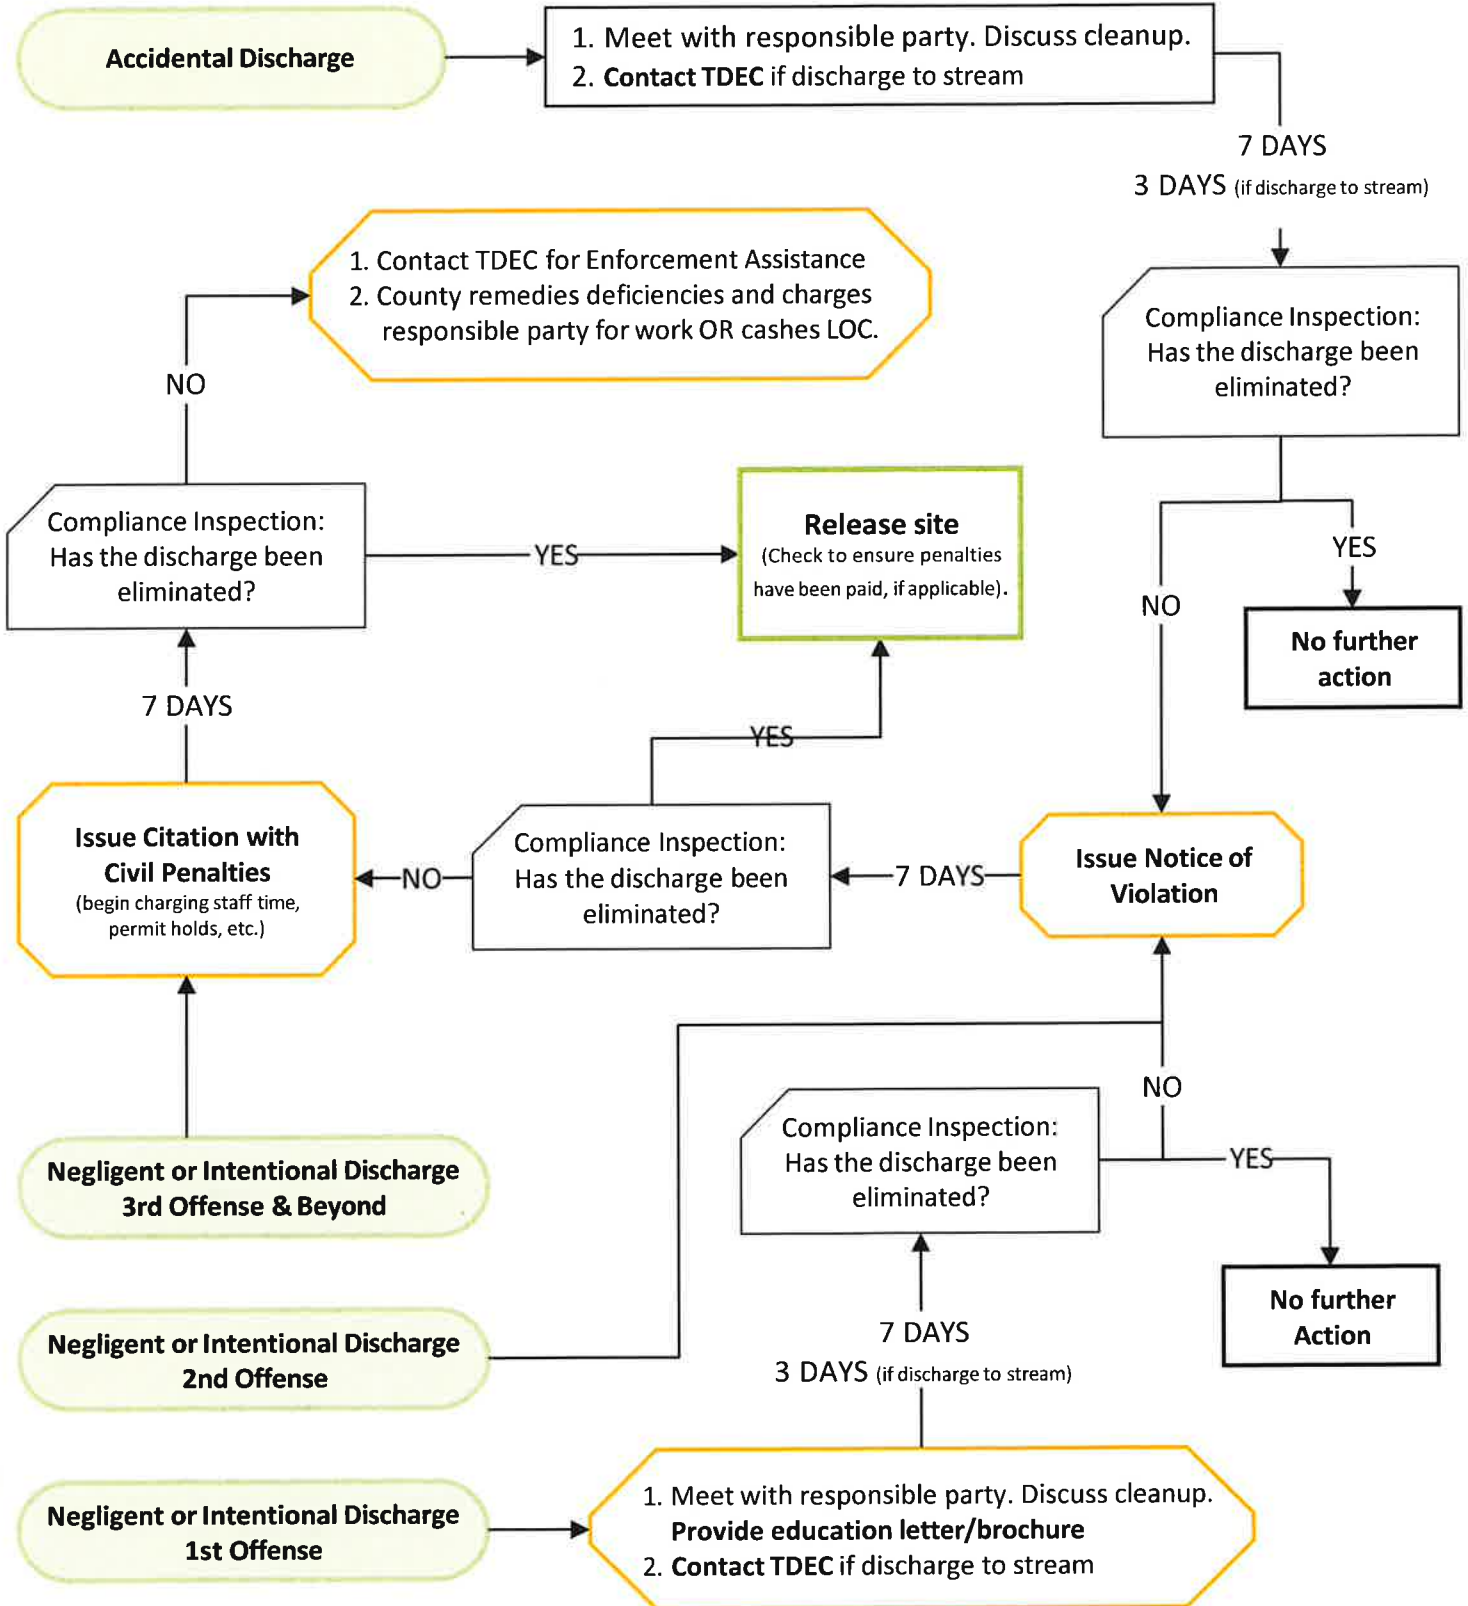 Accidental Discharge
1. Meet with responsible party. Discuss cleanup.
2. Contact TDEC if discharge to stream
7 DAYS
3 DAYS (if discharge to stream)
1. Contact TDEC for Enforcement Assistance
2. County remedies deficiencies and charges
responsible party for work OR cashes LOC.
Compliance Inspection:
Has the discharge been
eliminated?
NO
Compliance Inspection:
Has the discharge been
eliminated?
YES
Release site
(Check to ensure penalties
have been paid, if applicable).
YES
NO
No further
action
7 DAYS
YES
Issue Citation with
Civil Penalties
(begin charging staff time,
permit holds, etc.)
NO
Compliance Inspection:
Has the discharge been
eliminated?
7 DAYS
Issue Notice of
Violation
NO
Compliance Inspection:
Has the discharge been
eliminated?
YES
Negligent or Intentional Discharge
3rd Offense & Beyond
No further
Action
Negligent or Intentional Discharge
2nd Offense
7 DAYS
3 DAYS (if discharge to stream)
Negligent or Intentional Discharge
1st Offense
1. Meet with responsible party. Discuss cleanup.
Provide education letter/brochure
2. Contact TDEC if discharge to stream